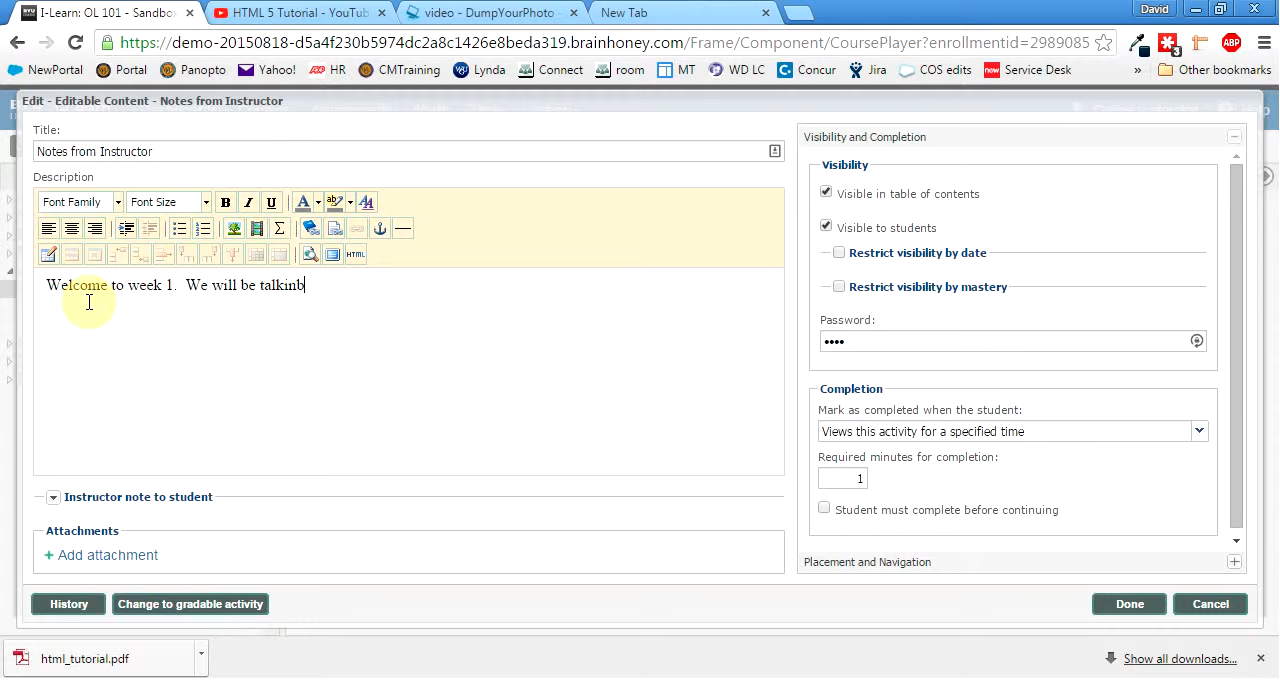 I-Learn: OL 101 - Sandbo
HTML 5 Tutorial - YouTub
video - DumpYourPhoto -
New Tab
David
https://demo-20150818-d5a4f230b5974dc2a8c9926a8be8c319.brainhoney.com/Frame/Component/CoursePlayer?enrollmentid=2989085
3
ABP
NewPortal
Portal
Panopto
Yahoo!
HR
CMTraining
Lynda
Connect
room
MT
WD LC
Concur
Jira
COS edits
now
Service Desk
»
Other bookmarks
Edit - Editable Content - Notes from Instructor
Title:
Notes from Instructor
Description
Font Family
Font Size
B I U
HTML
Welcome to week 1. We will be talkinb
Instructor note to student
Attachments
+ Add attachment
Visibility and Completion
Visibility
Visible in table of contents
Visible to students
Restrict visibility by date
Restrict visibility by mastery
Password:
••••
Completion
Mark as completed when the student:
Views this activity for a specified time
Required minutes for completion:
1
Student must complete before continuing
Placement and Navigation
History
Change to gradable activity
Done
Cancel
html_tutorial.pdf
Show all downloads...